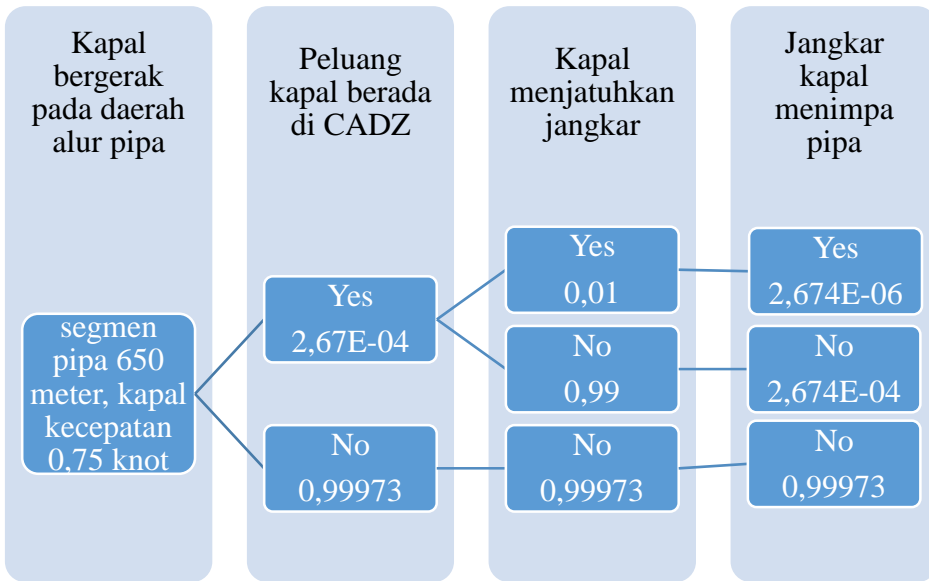 Kapal
bergerak
pada daerah
alur pipa
segmen
pipa 650
meter, kapal
kecepatan
0,75 knot
Peluang
kapal berada
di CADZ
Yes
2,67E-04
No
0,99973
Kapal
menjatuhkan
jangkar
Yes
0,01
No
0,99
No
0,99973
Jangkar
kapal
menimpa
pipa
Yes
2,674E-06
No
2,674E-04
No
0,99973